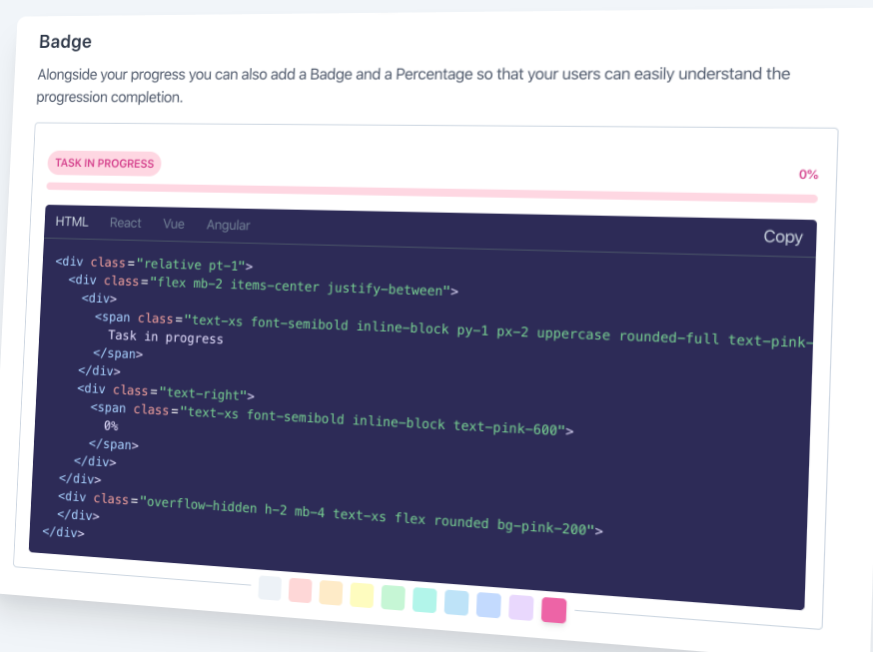 Badge
Alongside your progress you can also add a Badge and a Percentage so that your users can easily understand the
progression completion.
TASK IN PROGRESS
0%
HTML React Vue Angular Copy
<div class="relative pt-1">
<div class="flex mb-2 items-center justify-between">
<div>
<span class="text-xs font-semibold inline-block py-1 px-2 uppercase rounded-full text-pink-
Task in progress
</span>
</div>
<div class="text-right">
<span class="text-xs font-semibold inline-block text-pink-600">
0%
</span>
</div>
</div>
<div class="overflow-hidden h-2 mb-4 text-xs flex rounded bg-pink-200">
</div>
</div>